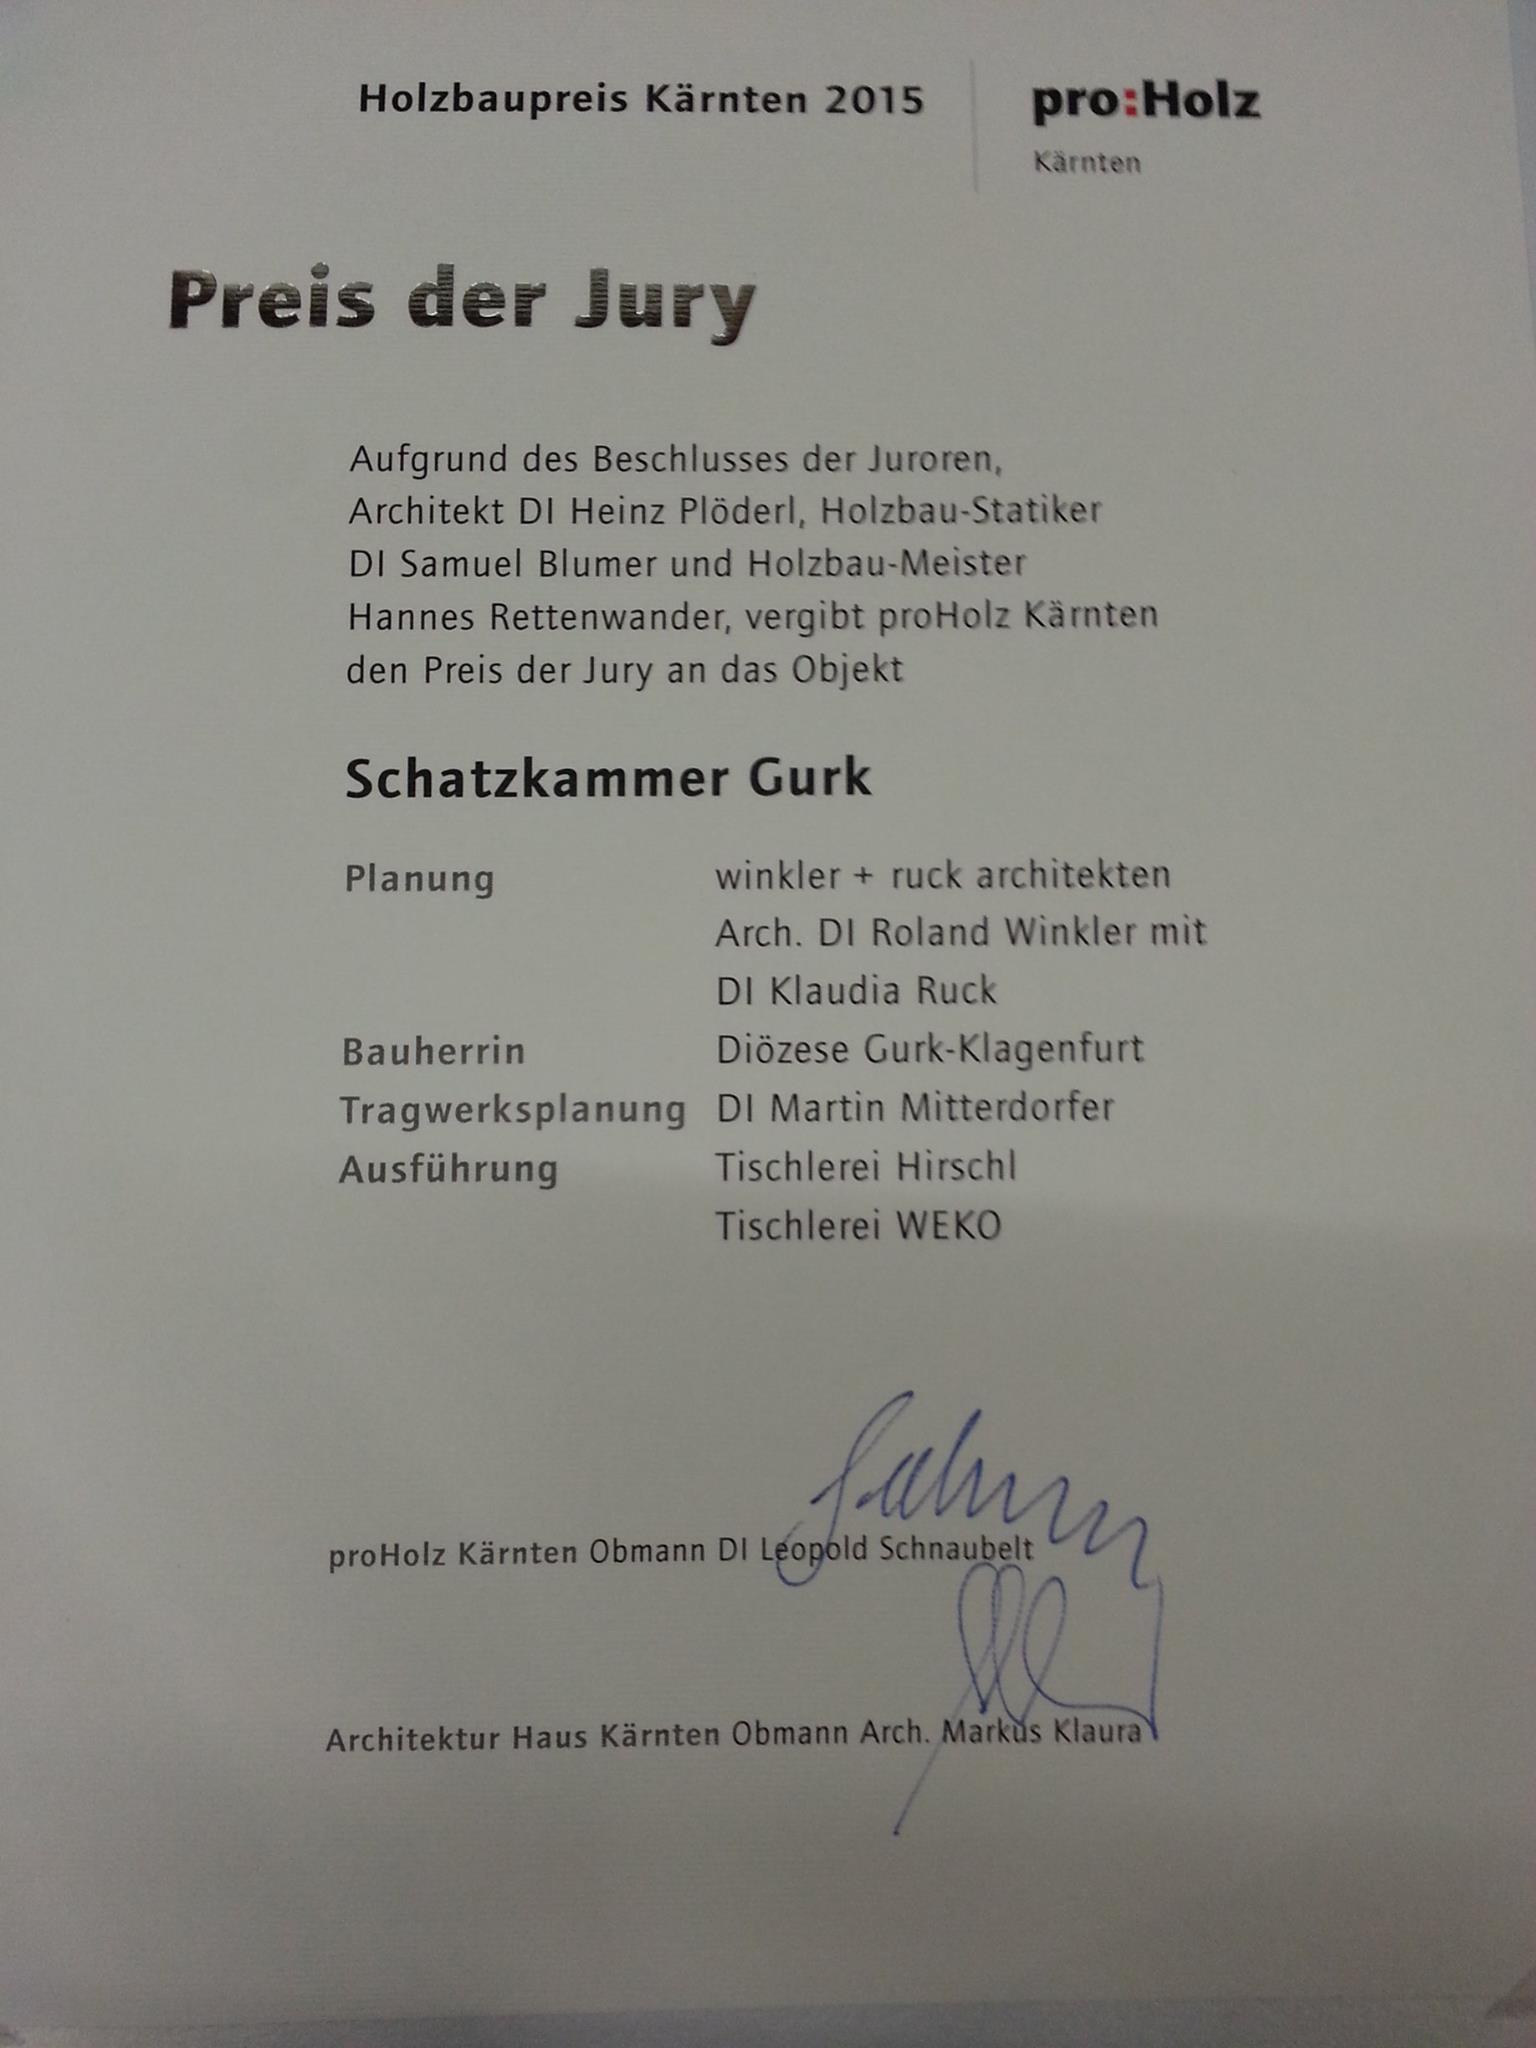 Holzbaupreis Kärnten 2015
pro:Holz
Kärnten
Preis der Jury
Aufgrund des Beschlusses der Juroren,
Architekt DI Heinz Plöderl, Holzbau-Statiker
DI Samuel Blumer und Holzbau-Meister
Hannes Rettenwander, vergibt proHolz Kärnten
den Preis der Jury an das Objekt
Schatzkammer Gurk
Planung winkler + ruck architekten
Arch. DI Roland Winkler mit
DI Klaudia Ruck
Bauherrin Diözese Gurk-Klagenfurt
Tragwerksplanung DI Martin Mitterdorfer
Ausführung Tischlerei Hirschl
Tischlerei WEKO
proHolz Kärnten Obmann DI Leopold Schnaubelt
Architektur Haus Kärnten Obmann Arch. Markus Klaura